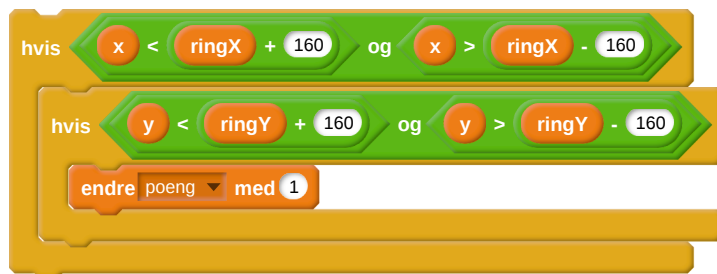 hvis x < ringX + 160 og x > ringX - 160
hvis y < ringY + 160 og y > ringY - 160
endre poeng med 1